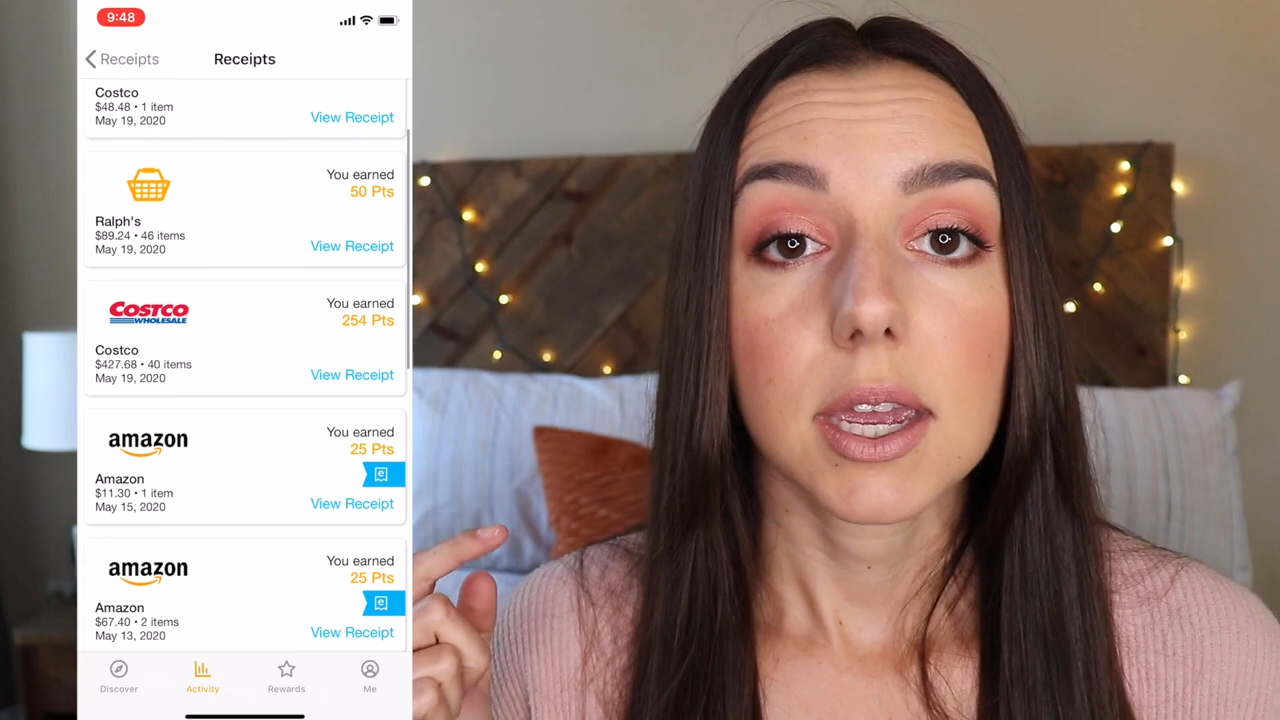 9:48
Receipts
Receipts
Costco
$48.48 • 1 item
May 19, 2020
View Receipt
You earned
50 Pts
Ralph's
$89.24 • 46 items
May 19, 2020
View Receipt
COSTCO
WHOLESALE
You earned
254 Pts
Costco
$427.68 • 40 items
May 19, 2020
View Receipt
amazon
You earned
25 Pts
Amazon
$11.30 • 1 item
May 15, 2020
e
View Receipt
amazon
You earned
25 Pts
Amazon
$67.40 • 2 items
May 13, 2020
e
View Receipt
Discover
Activity
Rewards
Me